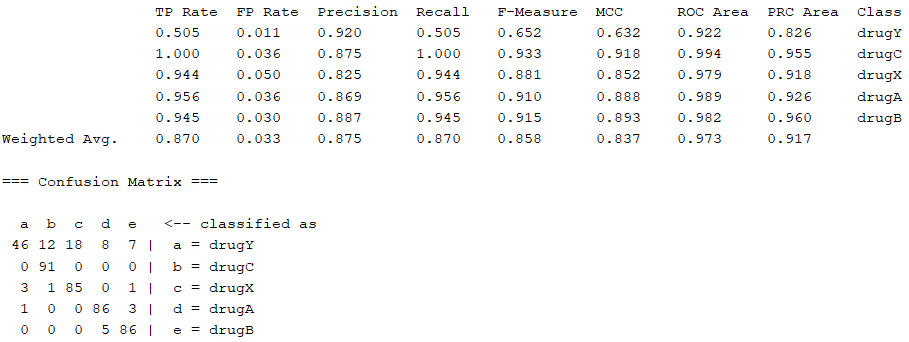 TP Rate  FP Rate  Precision  Recall   F-Measure  MCC      ROC Area  PRC Area  Class
0.505    0.011    0.920      0.505    0.652      0.632    0.922     0.826     drugY
1.000    0.036    0.875      1.000    0.933      0.918    0.994     0.955     drugC
0.944    0.050    0.825      0.944    0.881      0.852    0.979     0.918     drugX
0.956    0.036    0.869      0.956    0.910      0.888    0.989     0.926     drugA
0.945    0.030    0.887      0.945    0.915      0.893    0.982     0.960     drugB
Weighted Avg.    0.870    0.033    0.875      0.870    0.858      0.837    0.973     0.917
=== Confusion Matrix ===
a  b  c  d  e   <-- classified as
46 12 18  8  7 |  a = drugY
0 91  0  0  0 |  b = drugC
3  1 85  0  1 |  c = drugX
1  0  0 86  3 |  d = drugA
0  0  0  5 86 |  e = drugB